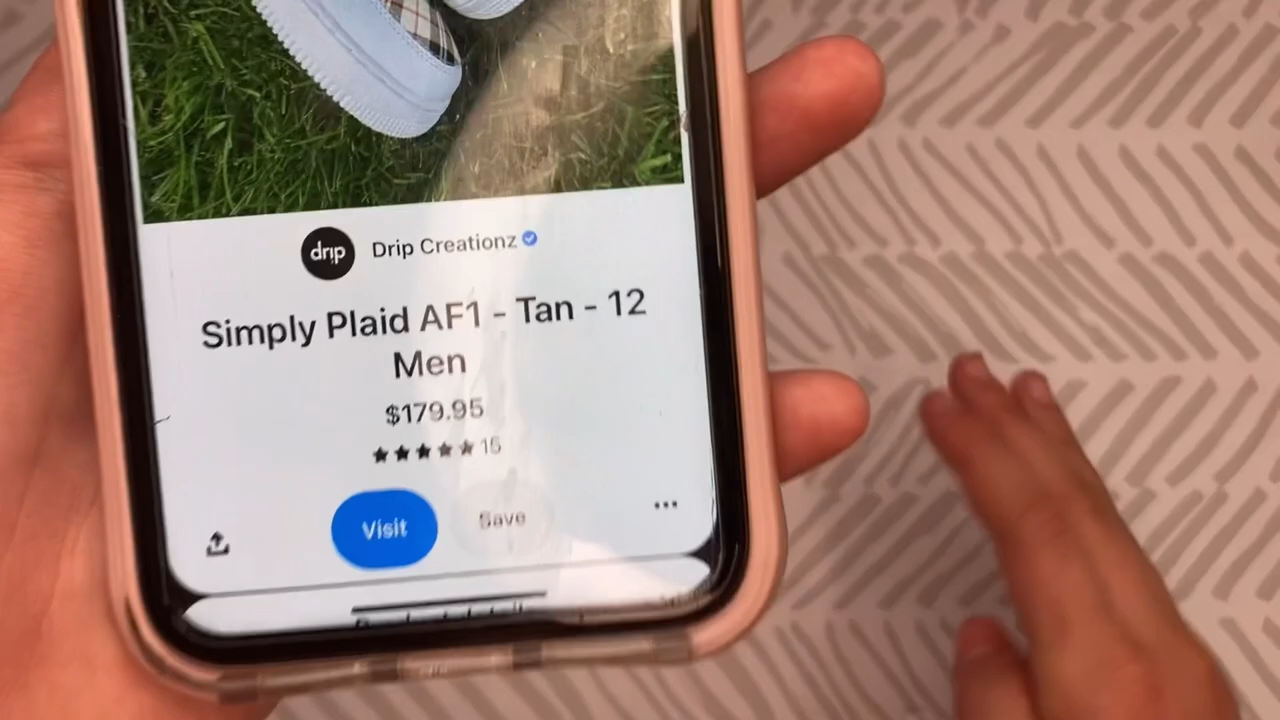 drip
Drip Creationz
Simply Plaid AF1 - Tan - 12
Men
$179.95
15
Visit
Save